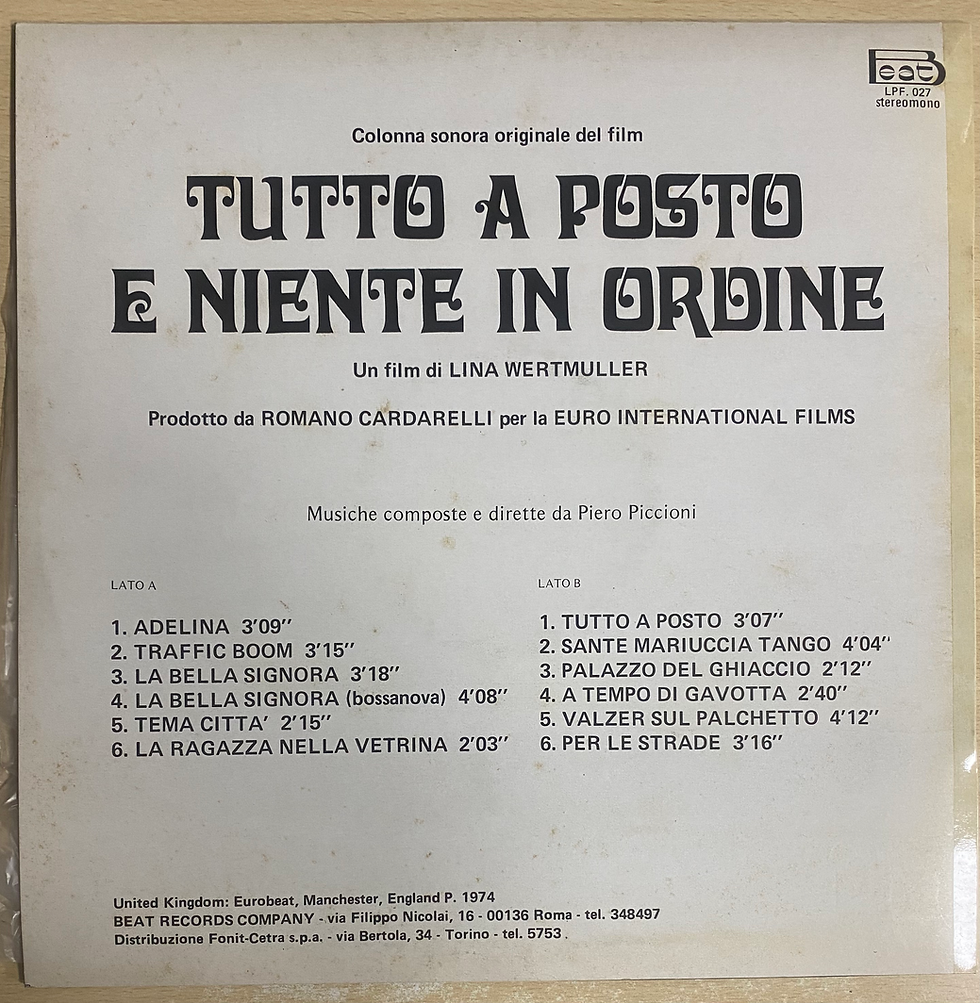 Beat
LPF. 027
stereomono
Colonna sonora originale del film
TUTTO A POSTO
E NIENTE IN ORDINE
Un film di LINA WERTMULLER
Prodotto da ROMANO CARDARELLI per la EURO INTERNATIONAL FILMS
Musiche composte e dirette da Piero Piccioni
LATO A
1. ADELINA 3'09''
2. TRAFFIC BOOM 3'15''
3. LA BELLA SIGNORA 3'18''
4. LA BELLA SIGNORA (bossanova) 4'08''
5. TEMA CITTA' 2'15''
6. LA RAGAZZA NELLA VETRINA 2'03''
LATO B
1. TUTTO A POSTO 3'07''
2. SANTE MARIUCCIA TANGO 4'04''
3. PALAZZO DEL GHIACCIO 2'12''
4. A TEMPO DI GAVOTTA 2'40''
5. VALZER SUL PALCHETTO 4'12''
6. PER LE STRADE 3'16''
United Kingdom: Eurobeat, Manchester, England P. 1974
BEAT RECORDS COMPANY - via Filippo Nicolai, 16 - 00136 Roma - tel. 348497
Distribuzione Fonit-Cetra s.p.a. - via Bertola, 34 - Torino - tel. 5753 .